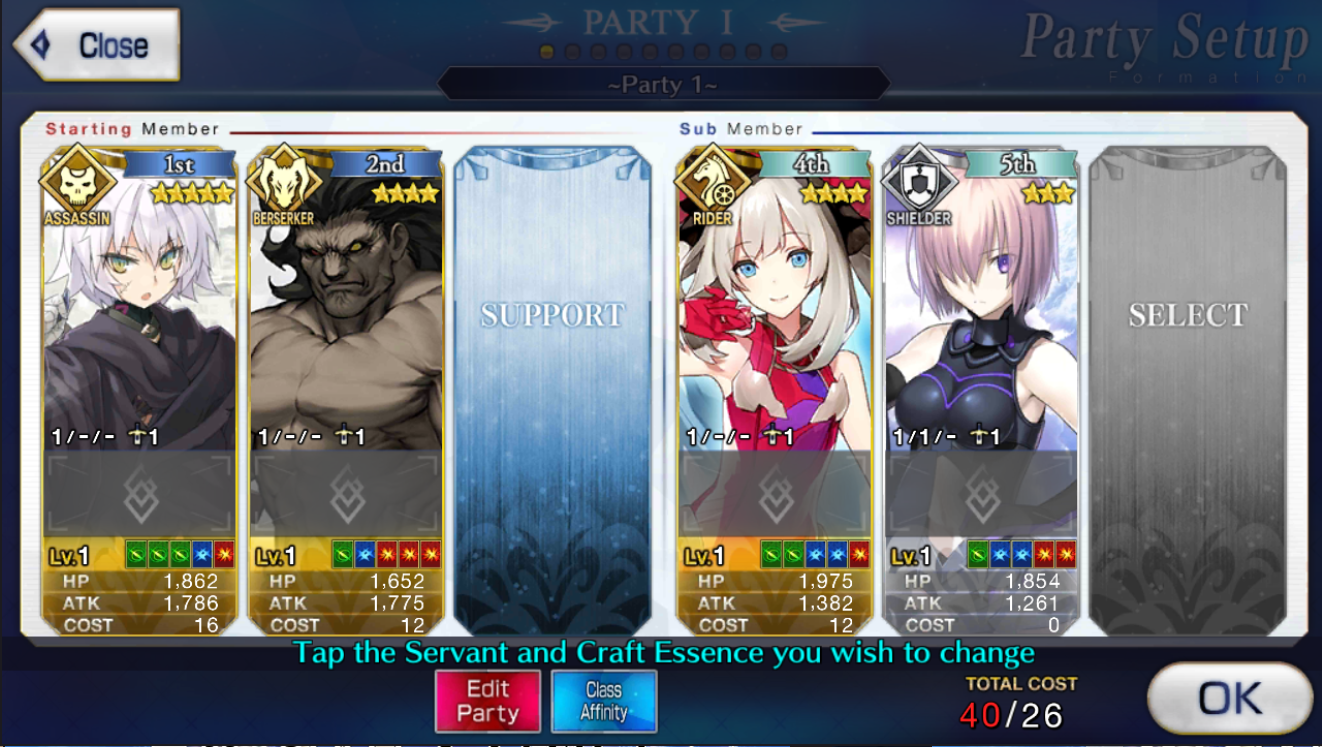 Close
PARTY I
~Party 1~
Party Setup
Formation
Starting Member
Sub Member
1st
ASSASSIN
1/-/- 1
Lv.1
HP 1,862
ATK 1,786
COST 16
2nd
BERSERKER
1/-/- 1
Lv.1
HP 1,652
ATK 1,775
COST 12
SUPPORT
4th
RIDER
1/-/- 1
Lv.1
HP 1,975
ATK 1,382
COST 12
5th
SHIELDER
1/1/- 1
Lv.1
HP 1,854
ATK 1,261
COST 0
SELECT
Tap the Servant and Craft Essence you wish to change
Edit
Party
Class
Affinity
TOTAL COST
40/26
OK